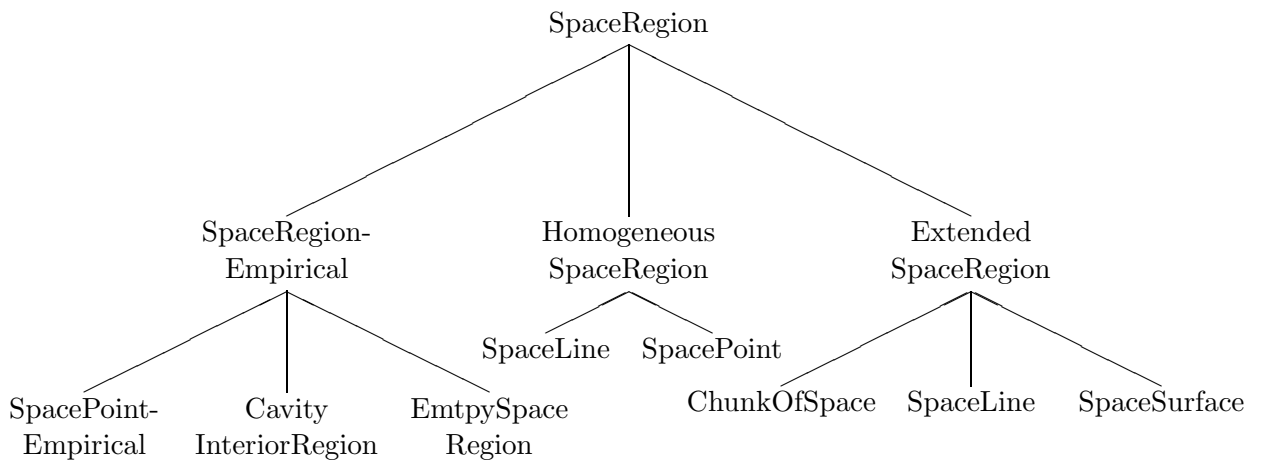 SpaceRegion
SpaceRegion-
Empirical
Homogeneous
SpaceRegion
Extended
SpaceRegion
SpaceLine
SpacePoint
SpacePoint-
Empirical
Cavity
InteriorRegion
EmtpySpace
Region
ChunkOfSpace
SpaceLine
SpaceSurface